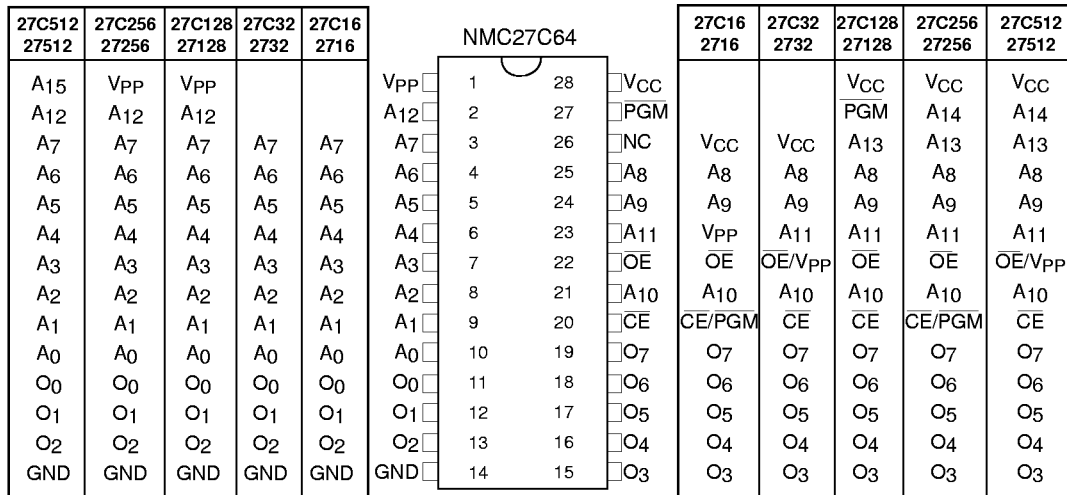 27C512 27C256 27C128 27C32 27C16 NMC27C64 27C16 27C32 27C128 27C256 27C512
27512 27256 27128 2732 2716 2716 2732 27128 27256 27512
A15 VPP VPP VPP 1 28 VCC VCC VCC VCC
A12 A12 A12 A12 2 27 PGM PGM A14 A14
A7 A7 A7 A7 A7 A7 3 26 NC VCC VCC A13 A13 A13
A6 A6 A6 A6 A6 A6 4 25 A8 A8 A8 A8 A8 A8
A5 A5 A5 A5 A5 A5 5 24 A9 A9 A9 A9 A9 A9
A4 A4 A4 A4 A4 A4 6 23 A11 VPP A11 A11 A11 A11
A3 A3 A3 A3 A3 A3 7 22 OE OE OE/VPP OE OE OE/VPP
A2 A2 A2 A2 A2 A2 8 21 A10 A10 A10 A10 A10 A10
A1 A1 A1 A1 A1 A1 9 20 CE CE/PGM CE CE CE/PGM CE
A0 A0 A0 A0 A0 A0 10 19 O7 O7 O7 O7 O7 O7
O0 O0 O0 O0 O0 O0 11 18 O6 O6 O6 O6 O6 O6
O1 O1 O1 O1 O1 O1 12 17 O5 O5 O5 O5 O5 O5
O2 O2 O2 O2 O2 O2 13 16 O4 O4 O4 O4 O4 O4
GND GND GND GND GND GND 14 15 O3 O3 O3 O3 O3 O3